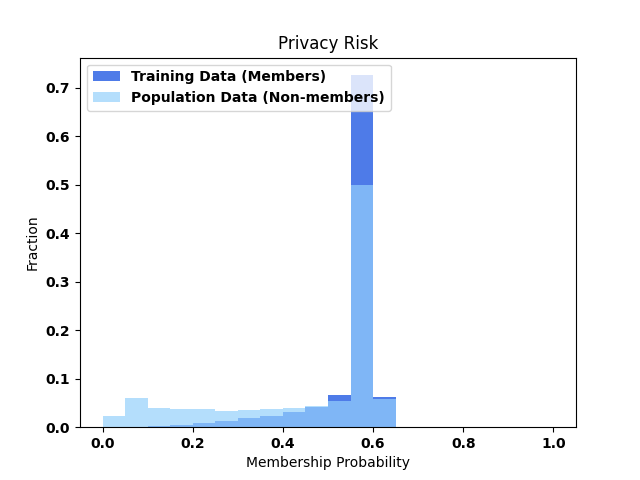 Privacy Risk
Training Data (Members)
Population Data (Non-members)
0.7
0.6
0.5
0.4
0.3
0.2
0.1
0.0
Fraction
0.0 0.2 0.4 0.6 0.8 1.0
Membership Probability